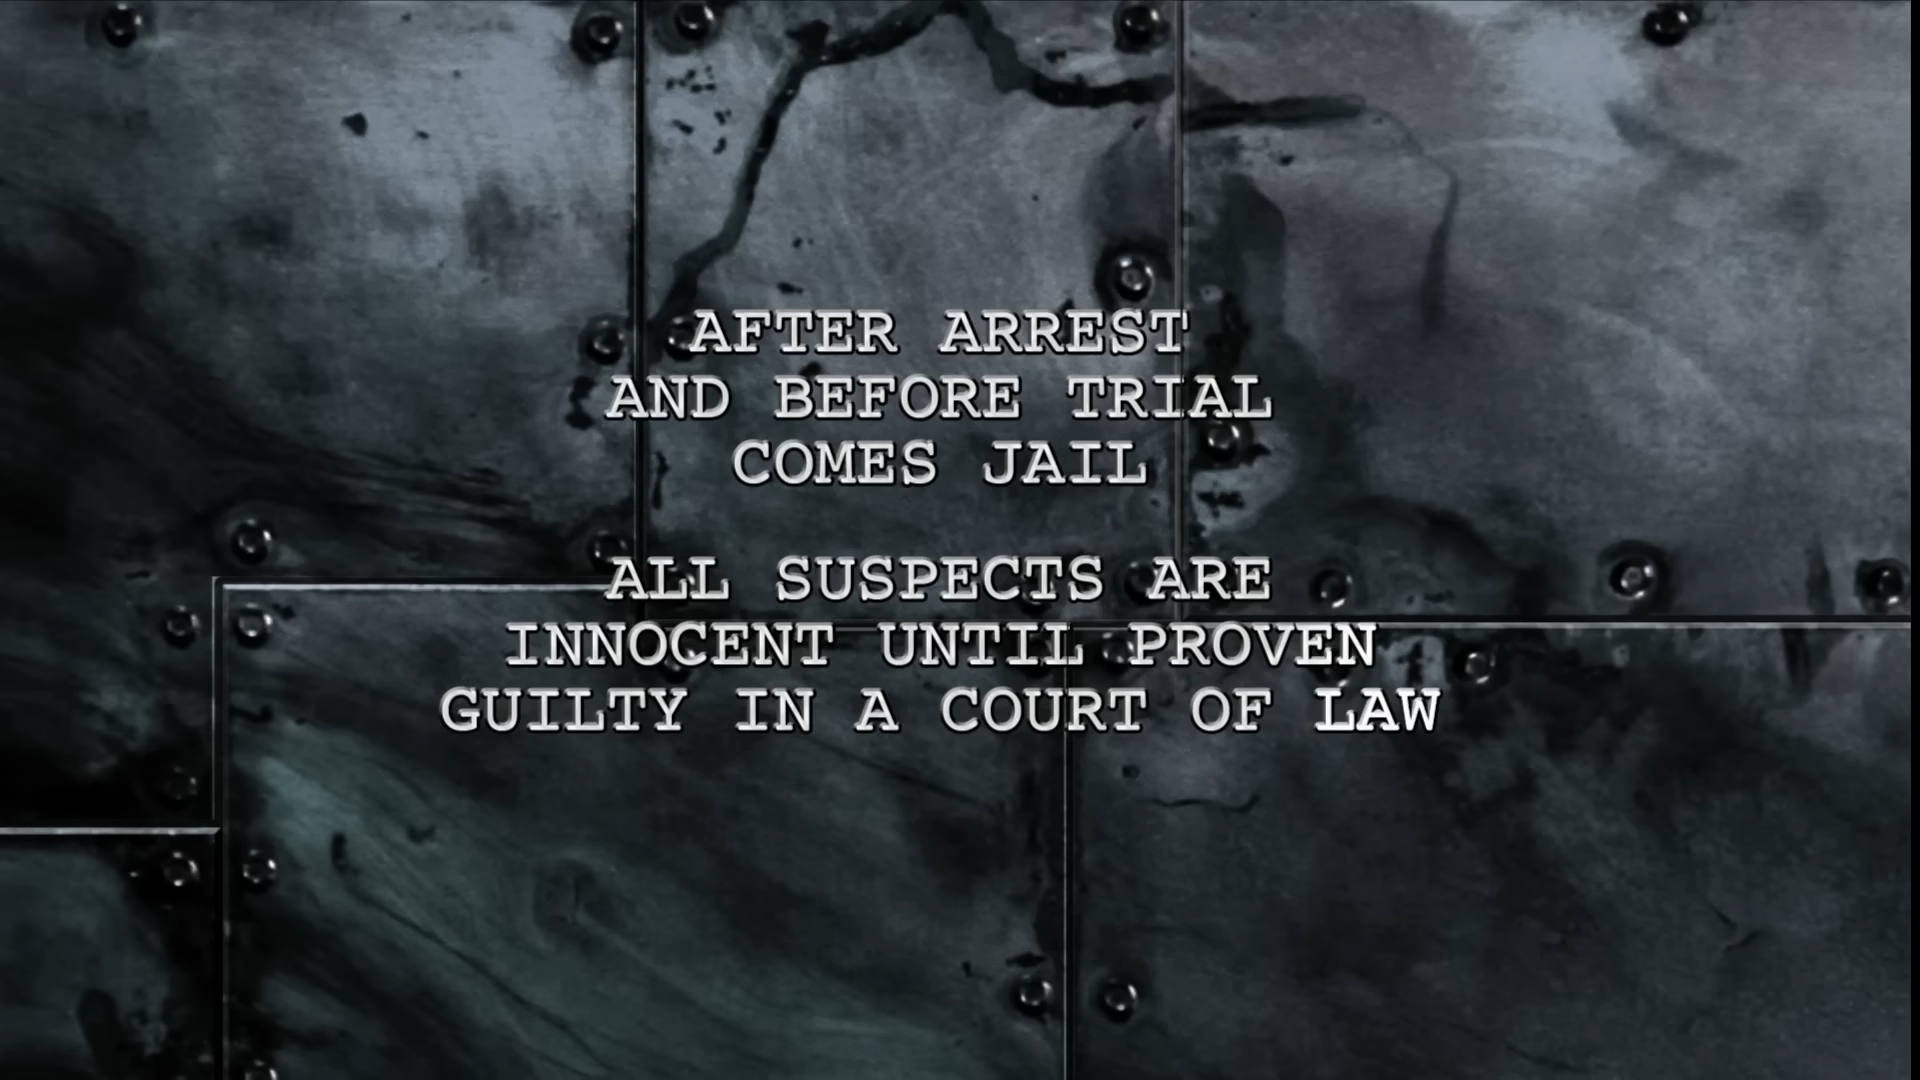 AFTER ARREST
AND BEFORE TRIAL
COMES JAIL
ALL SUSPECTS ARE
INNOCENT UNTIL PROVEN
GUILTY IN A COURT OF LAW